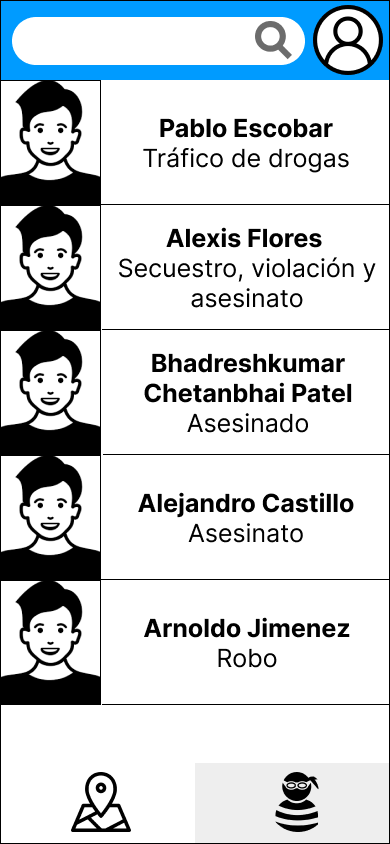 Pablo Escobar
Tráfico de drogas
Alexis Flores
Secuestro, violación y
asesinato
Bhadreshkumar
Chetanbhai Patel
Asesinado
Alejandro Castillo
Asesinato
Arnoldo Jimenez
Robo